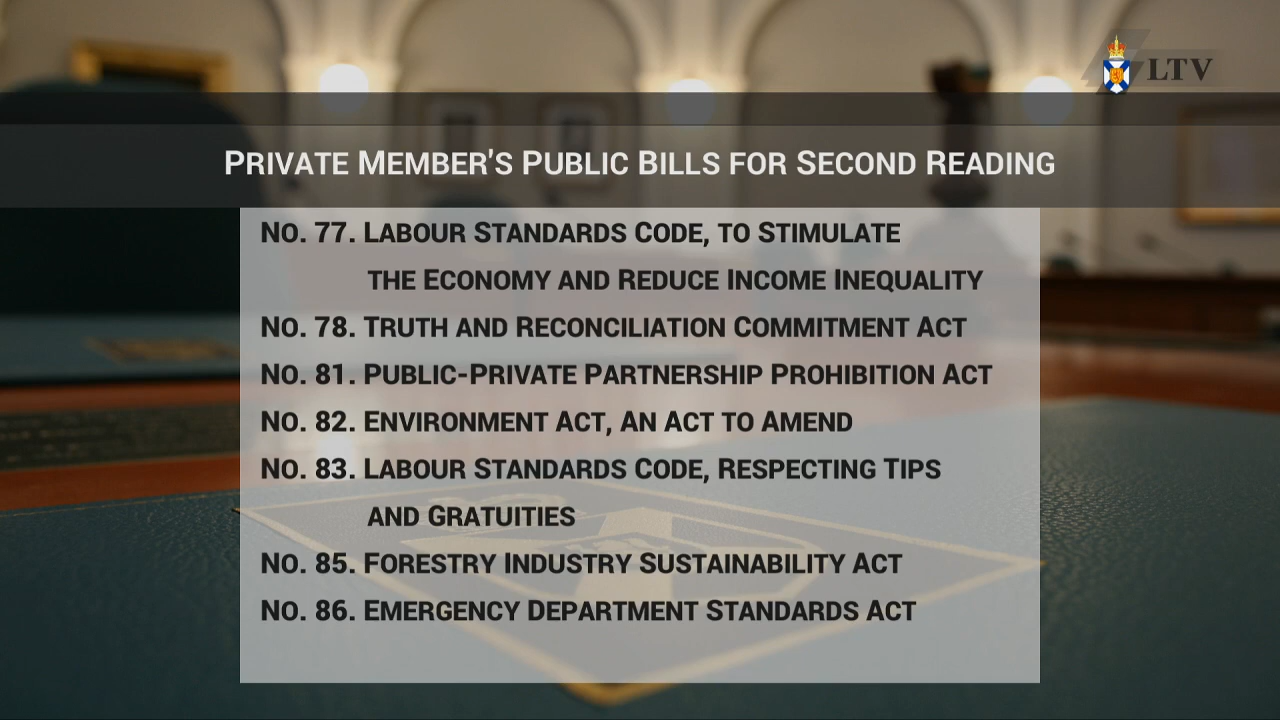 LTV
PRIVATE MEMBER'S PUBLIC BILLS FOR SECOND READING
NO. 77. LABOUR STANDARDS CODE, TO STIMULATE
THE ECONOMY AND REDUCE INCOME INEQUALITY
NO. 78. TRUTH AND RECONCILIATION COMMITMENT ACT
NO. 81. PUBLIC-PRIVATE PARTNERSHIP PROHIBITION ACT
NO. 82. ENVIRONMENT ACT, AN ACT TO AMEND
NO. 83. LABOUR STANDARDS CODE, RESPECTING TIPS
AND GRATUITIES
NO. 85. FORESTRY INDUSTRY SUSTAINABILITY ACT
NO. 86. EMERGENCY DEPARTMENT STANDARDS ACT